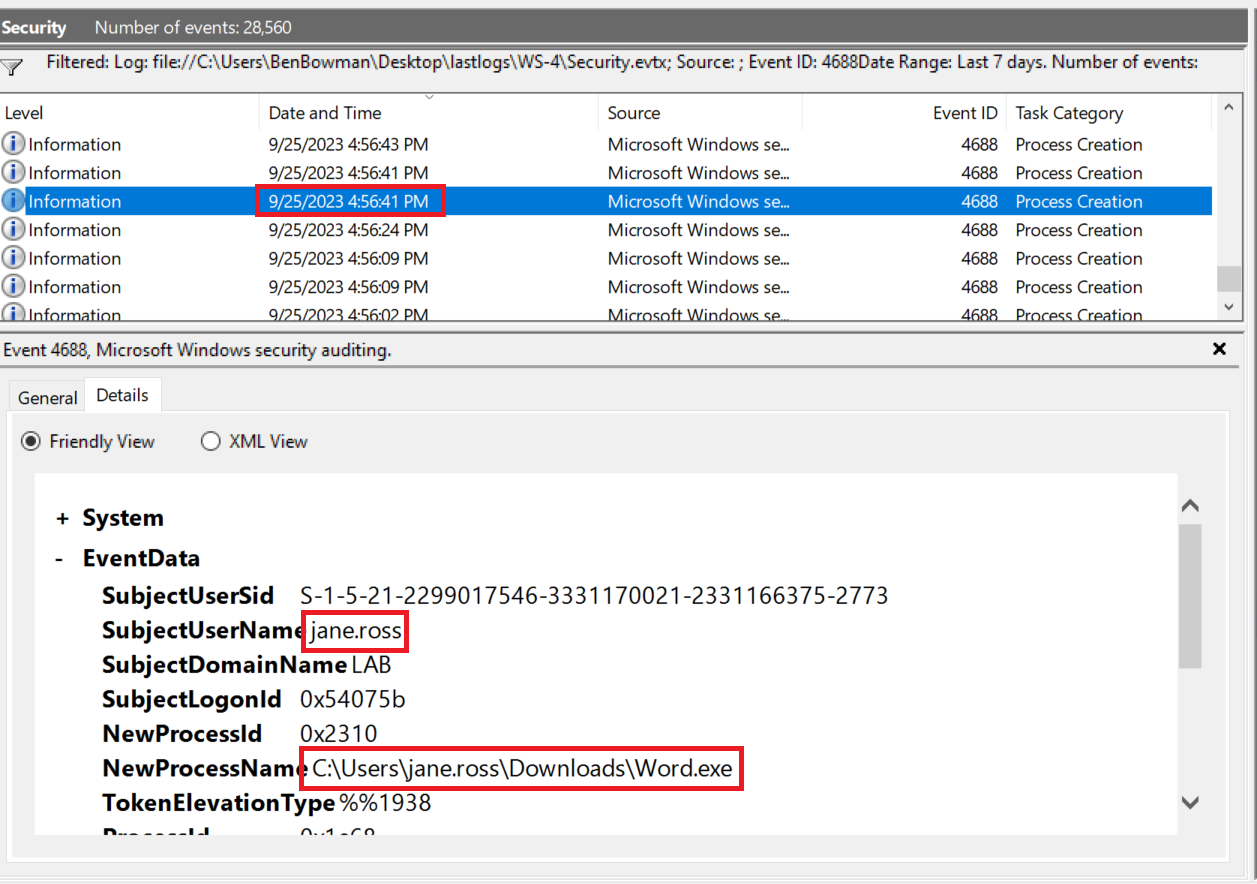 Security Number of events: 28,560
Filtered: Log: file://C:\Users\BenBowman\Desktop\lastlogs\WS-4\Security.evtx; Source: ; Event ID: 4688Date Range: Last 7 days. Number of events:
Level Date and Time Source Event ID Task Category
Information 9/25/2023 4:56:43 PM Microsoft Windows se... 4688 Process Creation
Information 9/25/2023 4:56:41 PM Microsoft Windows se... 4688 Process Creation
Information 9/25/2023 4:56:41 PM Microsoft Windows se... 4688 Process Creation
Information 9/25/2023 4:56:24 PM Microsoft Windows se... 4688 Process Creation
Information 9/25/2023 4:56:09 PM Microsoft Windows se... 4688 Process Creation
Information 9/25/2023 4:56:09 PM Microsoft Windows se... 4688 Process Creation
Information 9/25/2023 4:56:02 PM Microsoft Windows se... 4688 Process Creation
Event 4688, Microsoft Windows security auditing.
General Details
Friendly View XML View
+ System
- EventData
SubjectUserSid S-1-5-21-2299017546-3331170021-2331166375-2773
SubjectUserName jane.ross
SubjectDomainName LAB
SubjectLogonId 0x54075b
NewProcessId 0x2310
NewProcessName C:\Users\jane.ross\Downloads\Word.exe
TokenElevationType %%1938
ProcessId